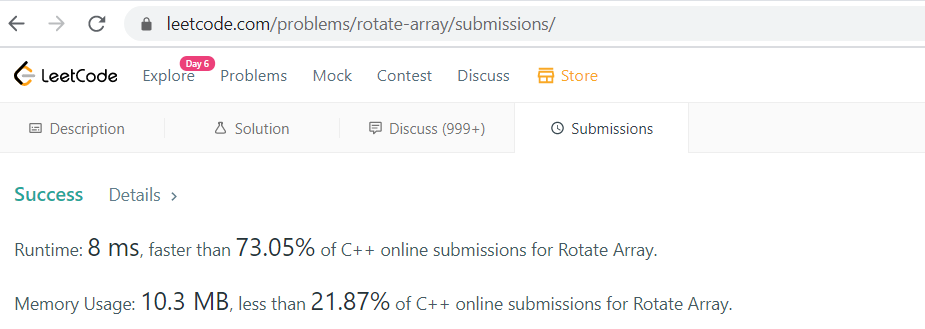 leetcode.com/problems/rotate-array/submissions/
Day 6
LeetCode Explore Problems Mock Contest Discuss Store
Description Solution Discuss (999+) Submissions
Success Details >
Runtime: 8 ms, faster than 73.05% of C++ online submissions for Rotate Array.
Memory Usage: 10.3 MB, less than 21.87% of C++ online submissions for Rotate Array.